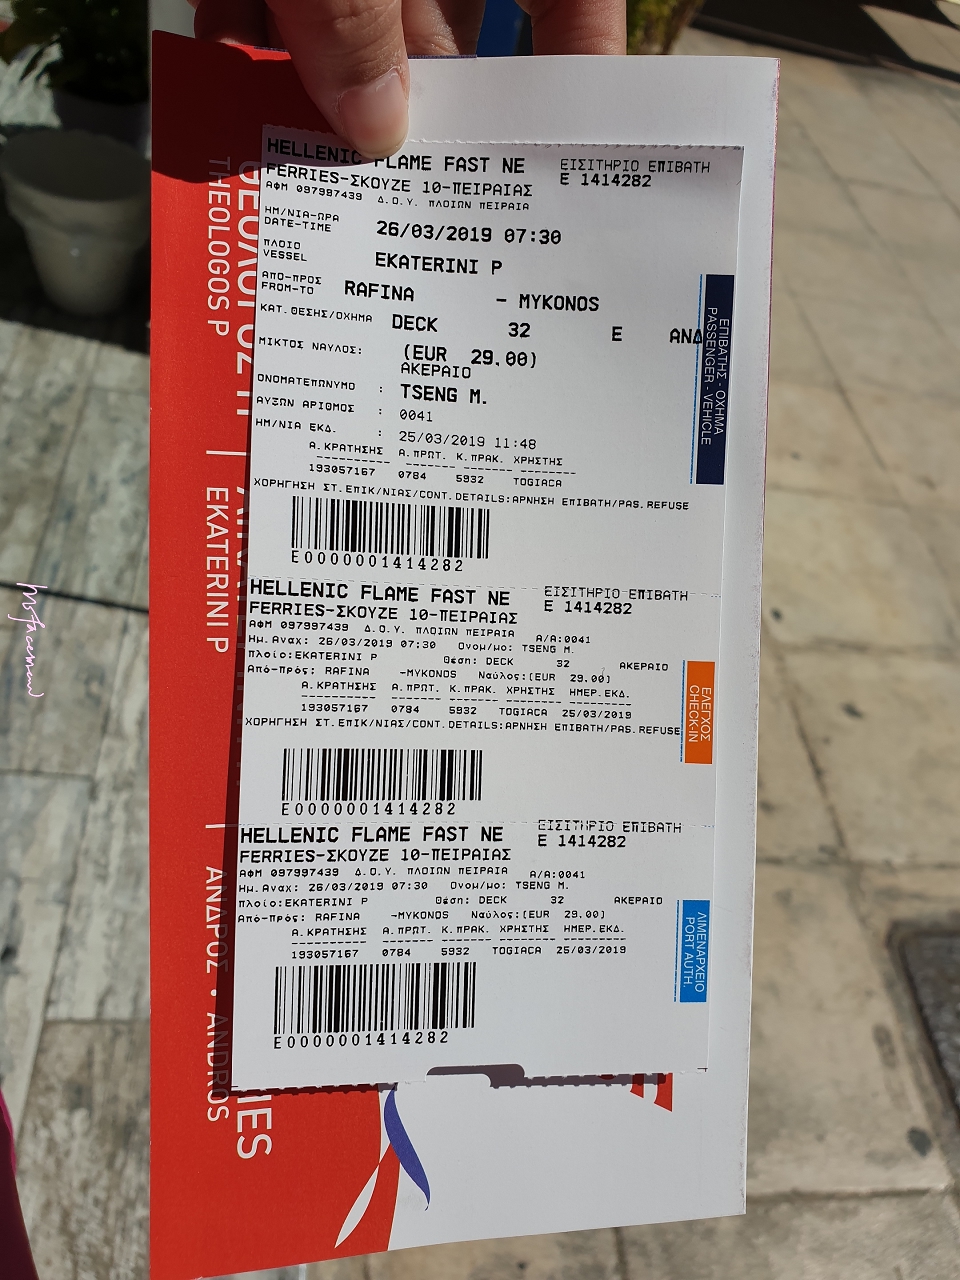 HELLENIC FLAME FAST NE
ΕΙΣΙΤΗΡΙΟ ΕΠΙΒΑΤΗ
FERRIES-ΣΚΟΥΖΕ 10-ΠΕΙΡΑΙΑΣ
E 1414282
ΑΦΜ 097987439 Δ.Ο.Υ. ΠΛΟΙΩΝ ΠΕΙΡΑΙΑ
ΗΜ/ΝΙΑ-ΩΡΑ
DATE-TIME 26/03/2019 07:30
ΠΛΟΙΟ
VESSEL EKATERINI P
ΑΠΟ-ΠΡΟΣ
FROM-TO RAFINA - MYKONOS
ΚΑΤ.ΘΕΣΗΣ/ΟΧΗΜΑ DECK 32 E ΑΝΔ
ΜΙΚΤΟΣ ΝΑΥΛΟΣ: (EUR 29.00)
ΑΚΕΡΑΙΟ
ΟΝΟΜΑΤΕΠΩΝΥΜΟ : TSENG M.
ΑΥΞΩΝ ΑΡΙΘΜΟΣ : 0041
ΗΜ/ΝΙΑ ΕΚΔ. : 25/03/2019 11:48
Α.ΚΡΑΤΗΣΗΣ Α.ΠΡΩΤ. Κ.ΠΡΑΚ. ΧΡΗΣΤΗΣ
193057167 0784 5932 TOGIACA
ΧΟΡΗΓΗΣΗ ΣΤ.ΕΠΙΚ/ΝΙΑΣ/CONT.DETAILS:ΑΡΝΗΣΗ ΕΠΙΒΑΤΗ/PAS.REFUSE
E0000001414282
ΕΠΙΒΑΤΗΣ - ΟΧΗΜΑ
PASSENGER - VEHICLE
HELLENIC FLAME FAST NE
ΕΙΣΙΤΗΡΙΟ ΕΠΙΒΑΤΗ
FERRIES-ΣΚΟΥΖΕ 10-ΠΕΙΡΑΙΑΣ
E 1414282
ΑΦΜ 097997439 Δ.Ο.Υ. ΠΛΟΙΩΝ ΠΕΙΡΑΙΑ Α/Α:0041
Ημ.Αναχ: 26/03/2019 07:30 Ονομ/μο: TSENG M.
Πλοίο:EKATERINI P Θέση: DECK 32 ΑΚΕΡΑΙΟ
Από-Πρός: RAFINA -MYKONOS Ναύλος:(EUR 29.00)
Α.ΚΡΑΤΗΣΗΣ Α.ΠΡΩΤ. Κ.ΠΡΑΚ. ΧΡΗΣΤΗΣ ΗΜΕΡ.ΕΚΔ.
193057167 0784 5932 TOGIACA 25/03/2019
ΧΟΡΗΓΗΣΗ ΣΤ.ΕΠΙΚ/ΝΙΑΣ/CONT.DETAILS:ΑΡΝΗΣΗ ΕΠΙΒΑΤΗ/PAS.REFUSE
E0000001414282
ΕΛΕΓΧΟΣ
CHECK-IN
HELLENIC FLAME FAST NE
ΕΙΣΙΤΗΡΙΟ ΕΠΙΒΑΤΗ
FERRIES-ΣΚΟΥΖΕ 10-ΠΕΙΡΑΙΑΣ
E 1414282
ΑΦΜ 097997439 Δ.Ο.Υ. ΠΛΟΙΩΝ ΠΕΙΡΑΙΑ Α/Α:0041
Ημ.Αναχ: 26/03/2019 07:30 Ονομ/μο: TSENG M.
Πλοίο:EKATERINI P Θέση: DECK 32 ΑΚΕΡΑΙΟ
Από-Πρός: RAFINA -MYKONOS Ναύλος:(EUR 29.00)
Α.ΚΡΑΤΗΣΗΣ Α.ΠΡΩΤ. Κ.ΠΡΑΚ. ΧΡΗΣΤΗΣ ΗΜΕΡ.ΕΚΔ.
193057167 0784 5932 TOGIACA 25/03/2019
E0000001414282
ΛΙΜΕΝΑΡΧΕΙΟ
PORT AUTH.
THEOLOGOS P | EKATERINI P |
ΑΝΔΡΟΣ • ANDROS